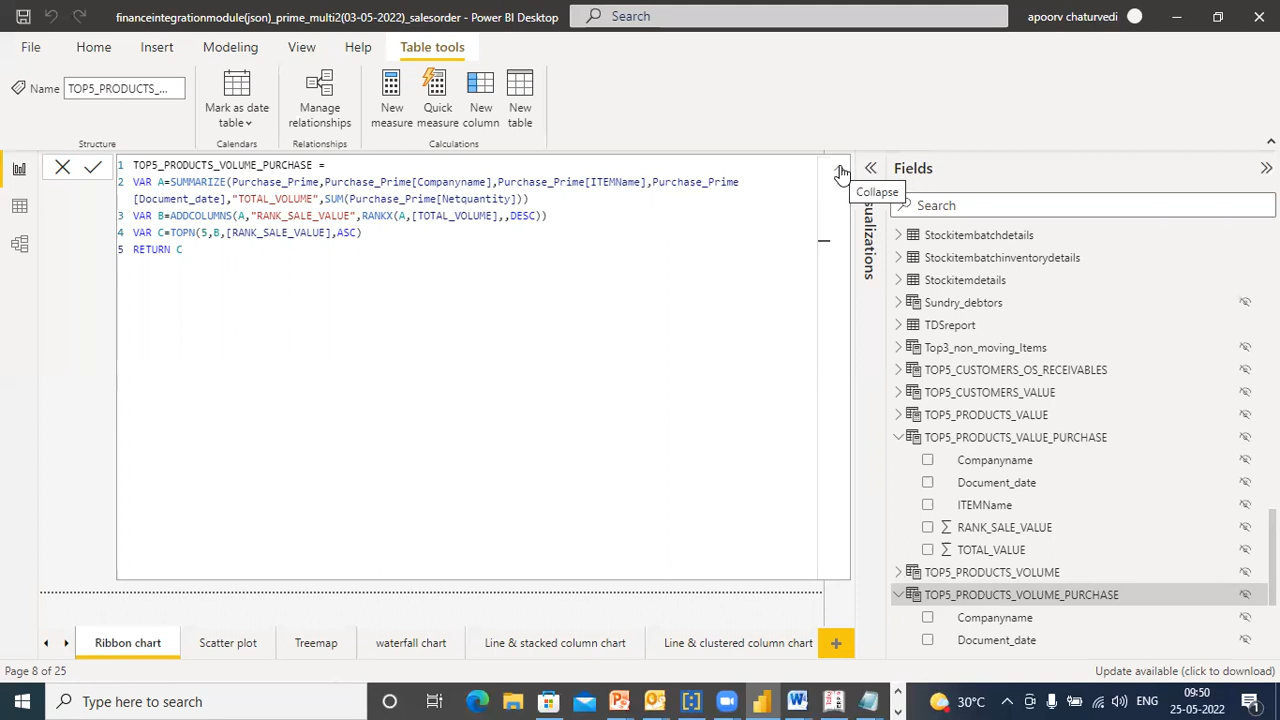 financeintegrationmodule(json)_prime_multi2(03-05-2022)_salesorder - Power BI Desktop
Search
apoorv chaturvedi
File
Home
Insert
Modeling
View
Help
Table tools
Name
TOP5_PRODUCTS_...
Mark as date table
Manage relationships
New measure
Quick measure
New column
New table
Structure
Calendars
Relationships
Calculations
1 TOP5_PRODUCTS_VOLUME_PURCHASE =
2 VAR A=SUMMARIZE(Purchase_Prime,Purchase_Prime[Companyname],Purchase_Prime[ITEMName],Purchase_Prime
[Document_date],"TOTAL_VOLUME",SUM(Purchase_Prime[Netquantity]))
3 VAR B=ADDCOLUMNS(A,"RANK_SALE_VALUE",RANKX(A,[TOTAL_VOLUME],,DESC))
4 VAR C=TOPN(5,B,[RANK_SALE_VALUE],ASC)
5 RETURN C
Collapse
Fields
Search
Stockitembatchdetails
Stockitembatchinventorydetails
Stockitemdetails
Sundry_debtors
TDSreport
Top3_non_moving_Items
TOP5_CUSTOMERS_OS_RECEIVABLES
TOP5_CUSTOMERS_VALUE
TOP5_PRODUCTS_VALUE
TOP5_PRODUCTS_VALUE_PURCHASE
Companyname
Document_date
ITEMName
RANK_SALE_VALUE
TOTAL_VALUE
TOP5_PRODUCTS_VOLUME
TOP5_PRODUCTS_VOLUME_PURCHASE
Companyname
Document_date
Ribbon chart
Scatter plot
Treemap
waterfall chart
Line & stacked column chart
Line & clustered column chart
Page 8 of 25
Update available (click to download)
Type here to search
30°C
ENG
09:50
25-05-2022
1